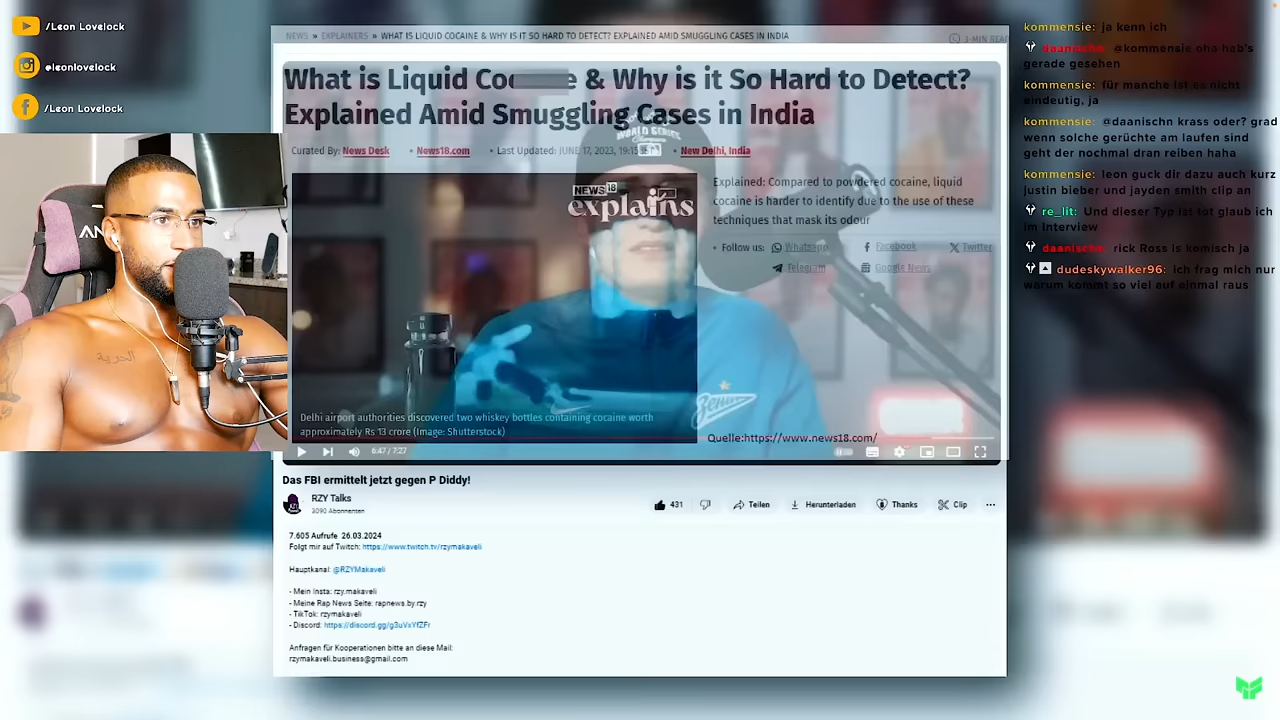 /Leon Lovelock
@leonlovelock
/Leon Lovelock
NEWS » EXPLAINERS » WHAT IS LIQUID COCAINE & WHY IS IT SO HARD TO DETECT? EXPLAINED AMID SMUGGLING CASES IN INDIA
1-MIN READ
What is Liquid Co e & Why is it So Hard to Detect?
Explained Amid Smuggling Cases in India
Curated By: News Desk • News18.com • Last Updated: JUNE 17, 2023, 19:15 • New Delhi, India
WORLD SERIES
NEWS 18
explains
Explained: Compared to powdered cocaine, liquid
cocaine is harder to identify due to the use of these
techniques that mask its odour
• Follow us: Whatsapp Facebook Twitter
Telegram Google News
Delhi airport authorities discovered two whiskey bottles containing cocaine worth
approximately Rs 13 crore (Image: Shutterstock)
Quelle:https://www.news18.com/
6:47 / 7:27
Das FBI ermittelt jetzt gegen P Diddy!
RZY Talks
3090 Abonnenten
431 Teilen Herunterladen Thanks Clip ...
7.605 Aufrufe 26.03.2024
Folgt mir auf Twitch: https://www.twitch.tv/rzymakaveli
Hauptkanal: @RZYMakaveli
- Mein Insta: rzy.makaveli
- Meine Rap News Seite: rapnews.by.rzy
- TikTok: rzymakaveli
- Discord: https://discord.gg/g3uVxYfZFr
Anfragen für Kooperationen bitte an diese Mail:
rzymakaveli.business@gmail.com
kommensie: ja kenn ich
daanischn: @kommensie oha hab's
gerade gesehen
kommensie: für manche ist es nicht
eindeutig, ja
kommensie: @daanischn krass oder? grad
wenn solche gerüchte am laufen sind
geht der nochmal dran reiben haha
kommensie: leon guck dir dazu auch kurz
justin bieber und jayden smith clip an
re_lit: Und dieser Typ ist tot glaub ich
im Interview
daanischn: rick Ross is komisch ja
dudeskywalker96: ich frag mich nur
warum kommt so viel auf einmal raus
AN
الحرية